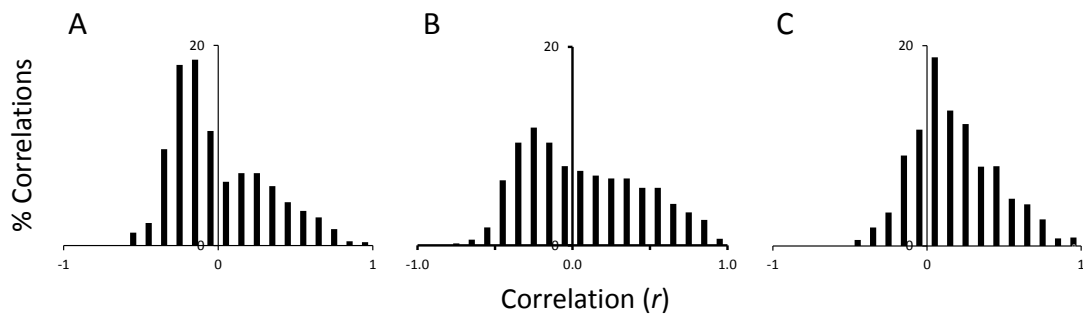 A B C
% Correlations
20 20 20
0 0 0
-1 0 1 -1.0 0.0 1.0 -1 0 1
Correlation (r)